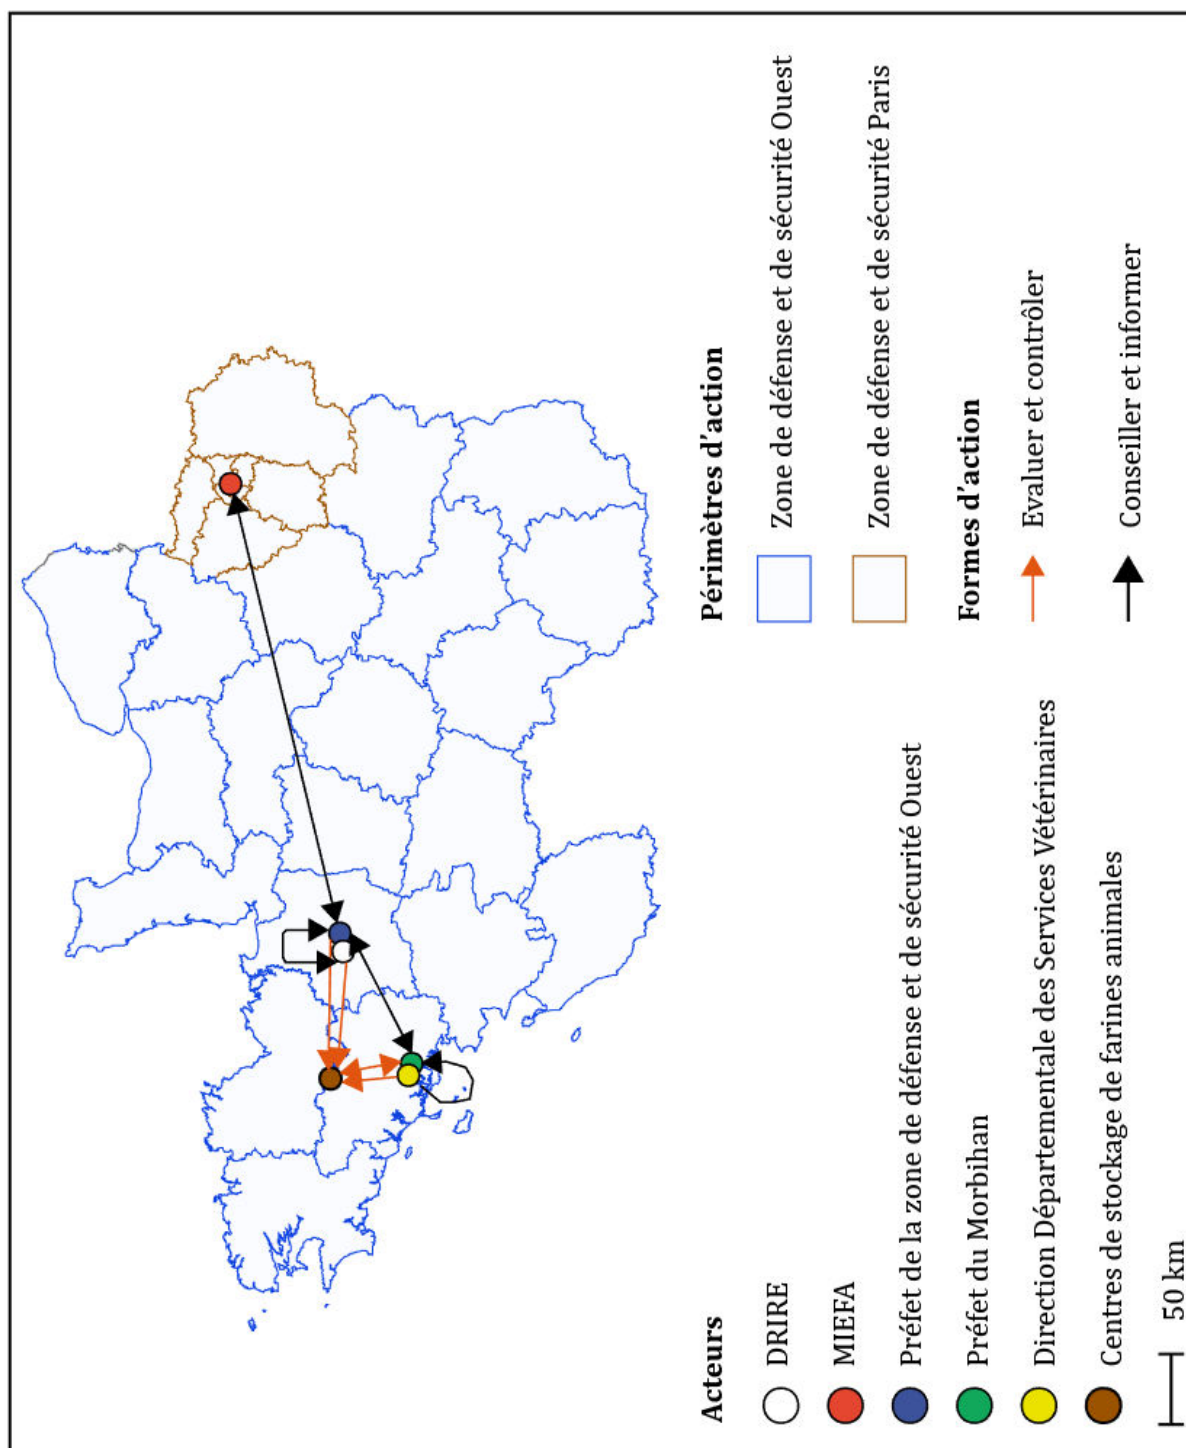 Acteurs
DRIRE
MIEFA
Préfet de la zone de défense et de sécurité Ouest
Préfet du Morbihan
Direction Départementale des Services Vétérinaires
Centres de stockage de farines animales
50 km
Périmètres d'action
Zone de défense et de sécurité Ouest
Zone de défense et de sécurité Paris
Formes d'action
Evaluer et contrôler
Conseiller et informer